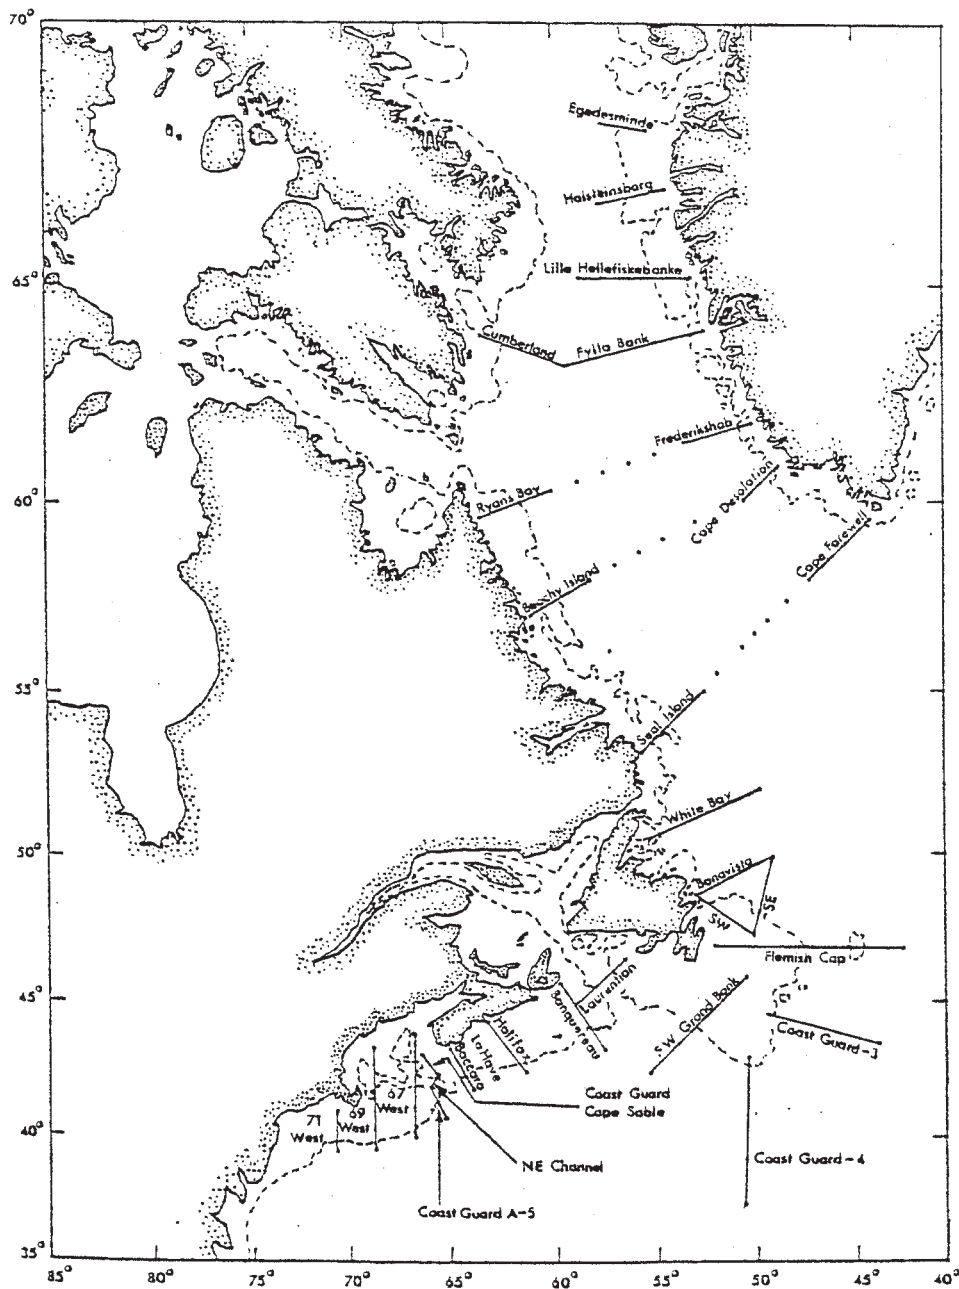 70°
Egedesminde
Holsteinsborg
65°
Lille Hellefiskebanke
Cumberland
Fylla Bank
Frederikshab
60°
Ryans Bay
Cape Desolation
Cape Farewell
Beachy Island
55°
Seal Island
White Bay
50°
Bonavista
SE
SW
Flemish Cap
45°
Laurentian
Banquereau
SW Grand Bank
Coast Guard-3
Halifax
LaHave
Baccaro
Coast Guard
Cape Sable
67
West
69
West
71
West
40°
NE Channel
Coast Guard-4
Coast Guard A-5
35°
85°
80°
75°
70°
65°
60°
55°
50°
45°
40°